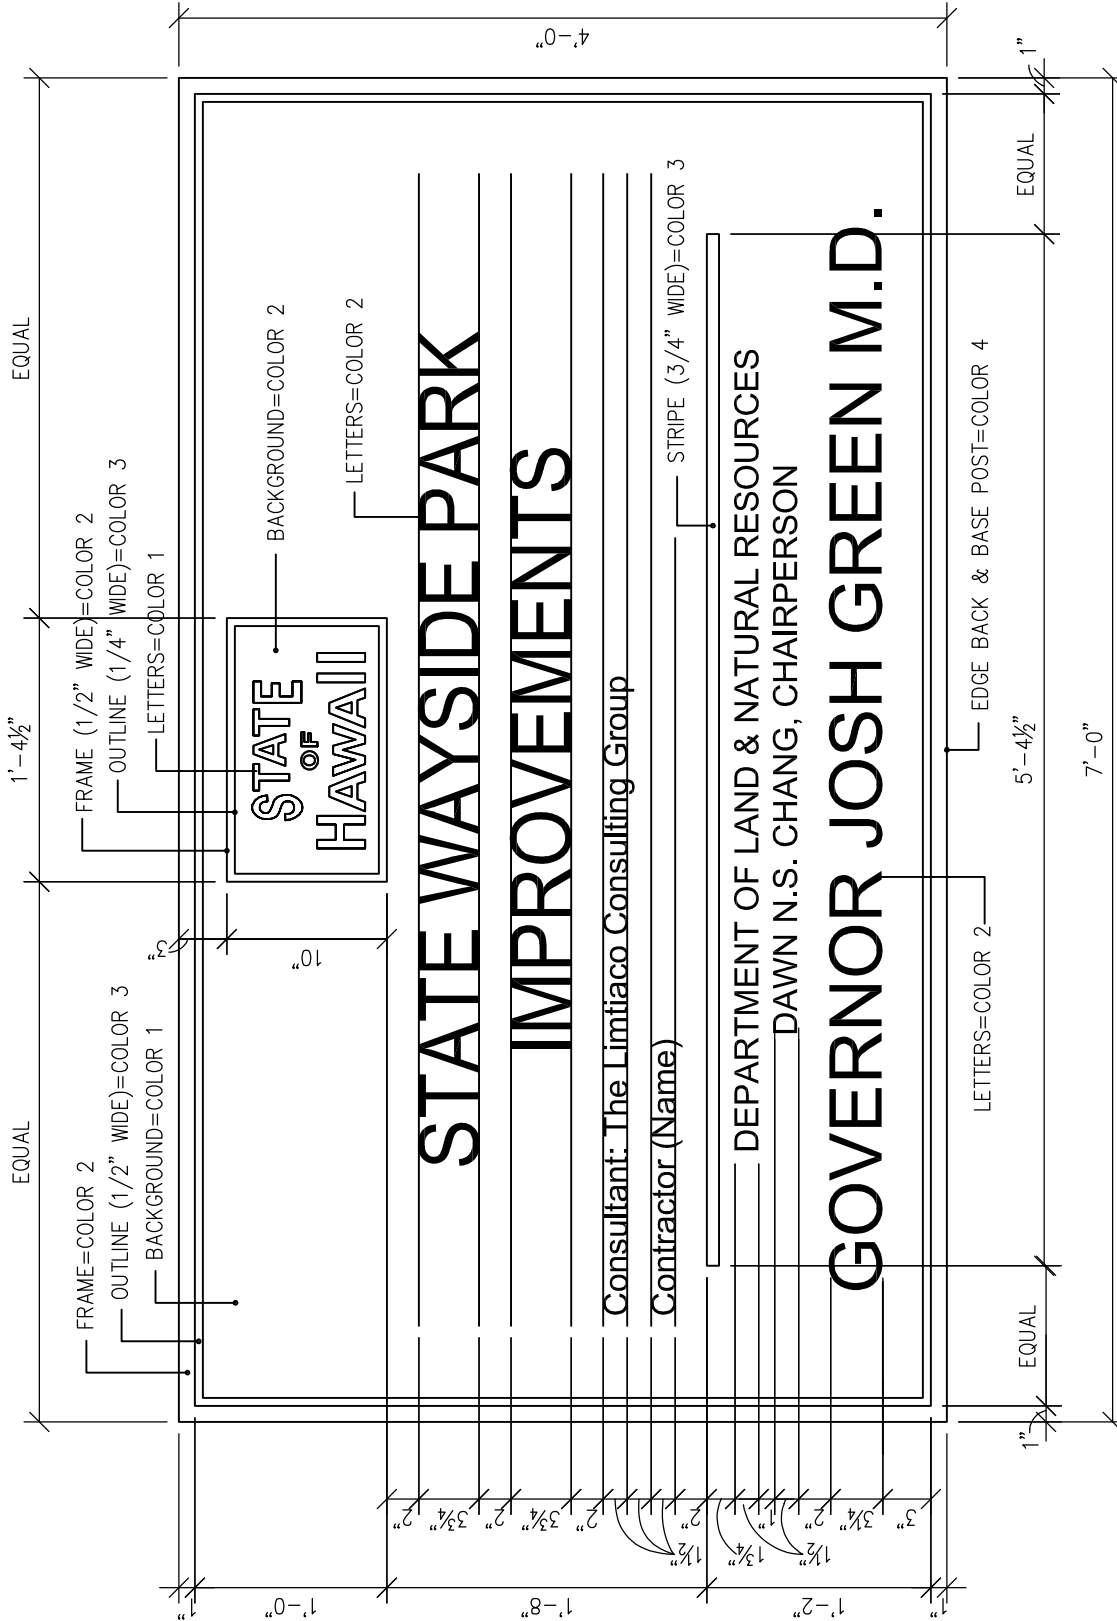 EQUAL
1'-4½"
EQUAL
FRAME=COLOR 2
OUTLINE (1/2" WIDE)=COLOR 3
BACKGROUND=COLOR 1
FRAME (1/2" WIDE)=COLOR 2
OUTLINE (1/4" WIDE)=COLOR 3
LETTERS=COLOR 1
BACKGROUND=COLOR 2
LETTERS=COLOR 2
3"
10"
STATE
OF
HAWAII
STATE WAYSIDE PARK
IMPROVEMENTS
Consultant: The Limtiaco Consulting Group
Contractor (Name)
STRIPE (3/4" WIDE)=COLOR 3
DEPARTMENT OF LAND & NATURAL RESOURCES
DAWN N.S. CHANG, CHAIRPERSON
GOVERNOR JOSH GREEN M.D.
LETTERS=COLOR 2
EDGE BACK & BASE POST=COLOR 4
1"
EQUAL
5'-4½"
EQUAL
1"
7'-0"
4'-0"
1"
1'-0"
1'-8"
1'-2"
1"
2"
3¾"
2"
3¾"
2"
1½"
2"
1¾"
1"
1½"
2"
3¼"
3"